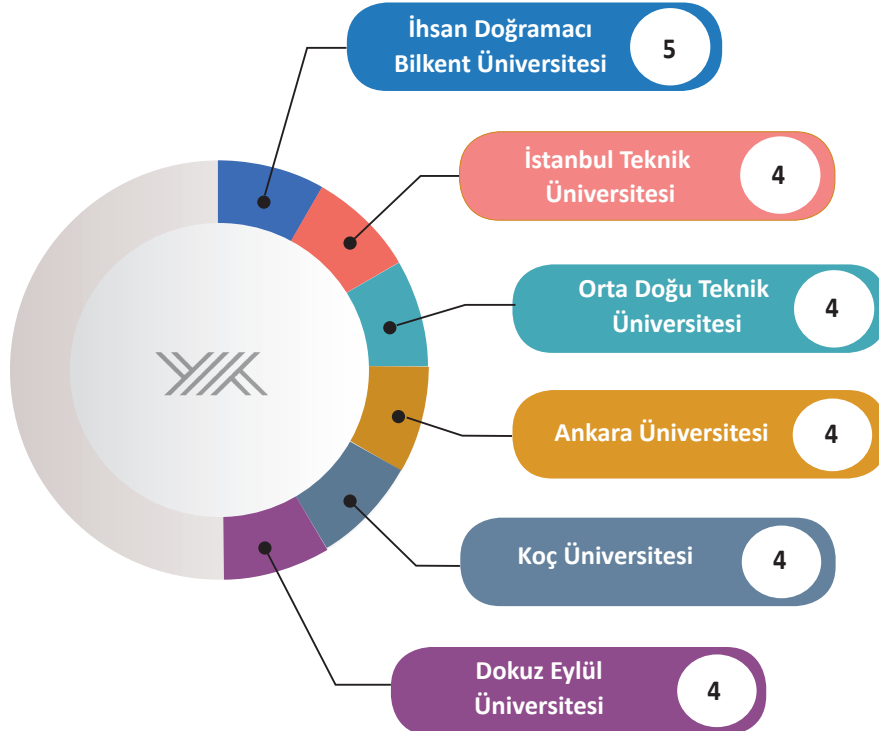 İhsan Doğramacı
Bilkent Üniversitesi
5
İstanbul Teknik
Üniversitesi
4
Orta Doğu Teknik
Üniversitesi
4
Ankara Üniversitesi
4
Koç Üniversitesi
4
Dokuz Eylül
Üniversitesi
4